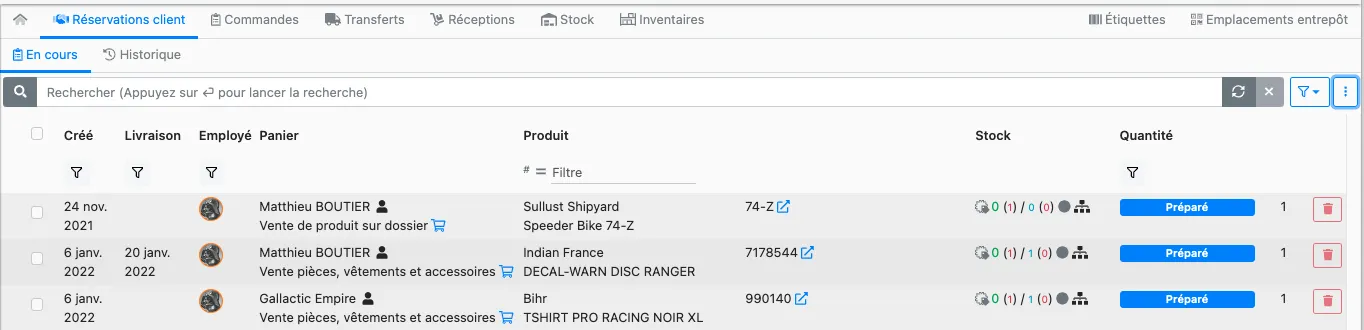 Réservations client Commandes Transferts Réceptions Stock Inventaires Étiquettes Emplacements entrepôt
En cours Historique
Rechercher (Appuyez sur ⏎ pour lancer la recherche)
Créé Livraison Employé Panier Produit Stock Quantité
# = Filtre
24 nov. Matthieu BOUTIER Sullust Shipyard 74-Z 0 (1) / 0 (0) Préparé 1
2021 Vente de produit sur dossier Speeder Bike 74-Z
6 janv. 20 janv. Matthieu BOUTIER Indian France 7178544 0 (1) / 1 (0) Préparé 1
2022 2022 Vente pièces, vêtements et accessoires DECAL-WARN DISC RANGER
6 janv. Gallactic Empire Bihr 990140 0 (1) / 1 (0) Préparé 1
2022 Vente pièces, vêtements et accessoires TSHIRT PRO RACING NOIR XL